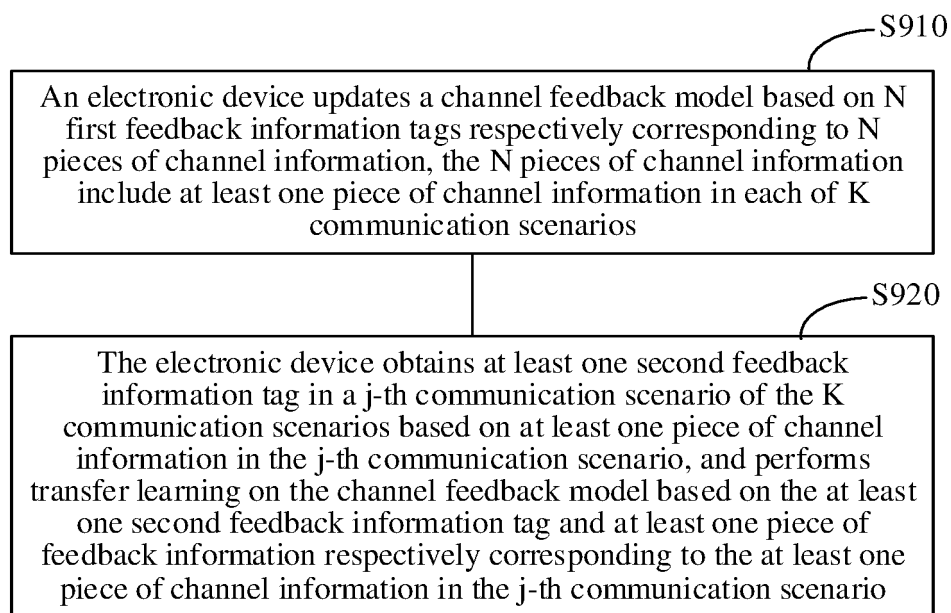 S910
An electronic device updates a channel feedback model based on N
first feedback information tags respectively corresponding to N
pieces of channel information, the N pieces of channel information
include at least one piece of channel information in each of K
communication scenarios
S920
The electronic device obtains at least one second feedback
information tag in a j-th communication scenario of the K
communication scenarios based on at least one piece of channel
information in the j-th communication scenario, and performs
transfer learning on the channel feedback model based on the at least
one second feedback information tag and at least one piece of
feedback information respectively corresponding to the at least one
piece of channel information in the j-th communication scenario